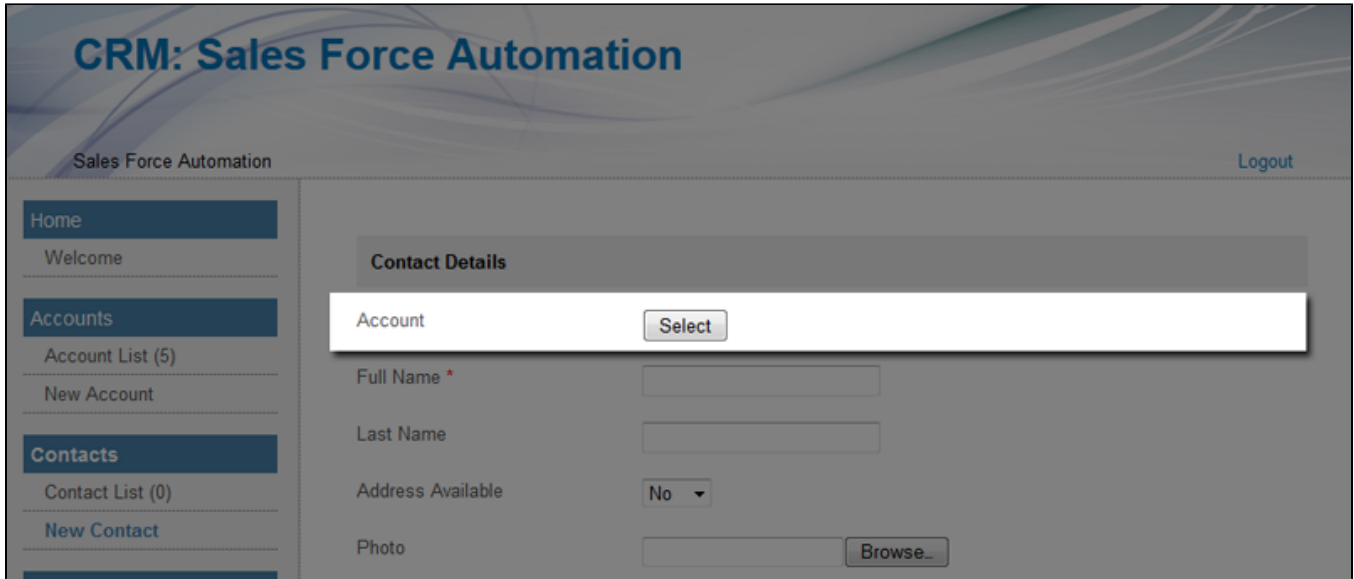 CRM: Sales Force Automation
Sales Force Automation
Logout
Home
Welcome
Accounts
Account List (5)
New Account
Contacts
Contact List (0)
New Contact
Contact Details
Account
Select
Full Name *
Last Name
Address Available
No
Photo
Browse...